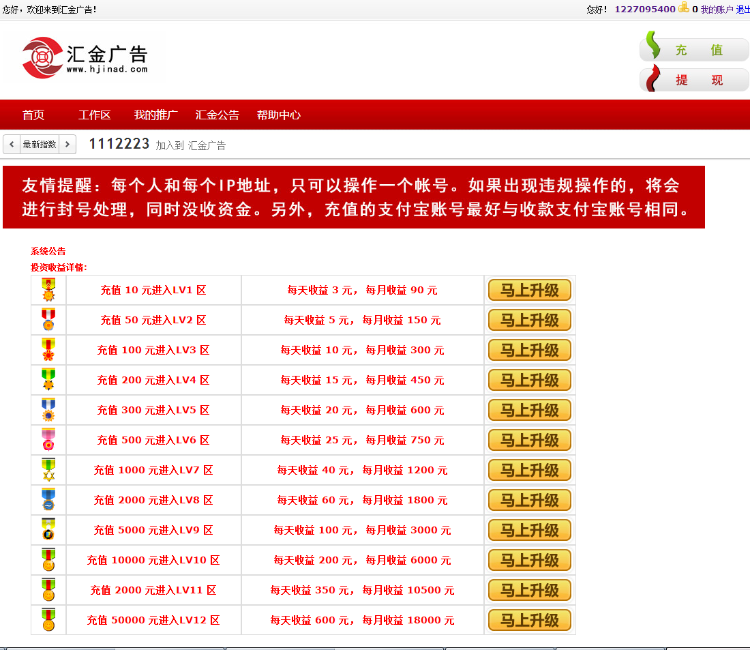 您好，欢迎来到汇金广告！
您好！ 1227095400 0 我的账户 退出
汇金广告
www.hjinad.com
充 值
提 现
首页 工作区 我的推广 汇金公告 帮助中心
最新指数 1112223 加入到 汇金广告
友情提醒：每个人和每个IP地址，只可以操作一个帐号。如果出现违规操作的，将会
进行封号处理，同时没收资金。另外，充值的支付宝账号最好与收款支付宝账号相同。
系统公告
投资收益详情：
充值 10 元进入LV1 区 每天收益 3 元， 每月收益 90 元 马上升级
充值 50 元进入LV2 区 每天收益 5 元， 每月收益 150 元 马上升级
充值 100 元进入LV3 区 每天收益 10 元， 每月收益 300 元 马上升级
充值 200 元进入LV4 区 每天收益 15 元， 每月收益 450 元 马上升级
充值 300 元进入LV5 区 每天收益 20 元， 每月收益 600 元 马上升级
充值 500 元进入LV6 区 每天收益 25 元， 每月收益 750 元 马上升级
充值 1000 元进入LV7 区 每天收益 40 元， 每月收益 1200 元 马上升级
充值 2000 元进入LV8 区 每天收益 60 元， 每月收益 1800 元 马上升级
充值 5000 元进入LV9 区 每天收益 100 元， 每月收益 3000 元 马上升级
充值 10000 元进入LV10 区 每天收益 200 元， 每月收益 6000 元 马上升级
充值 2000 元进入LV11 区 每天收益 350 元， 每月收益 10500 元 马上升级
充值 50000 元进入LV12 区 每天收益 600 元， 每月收益 18000 元 马上升级